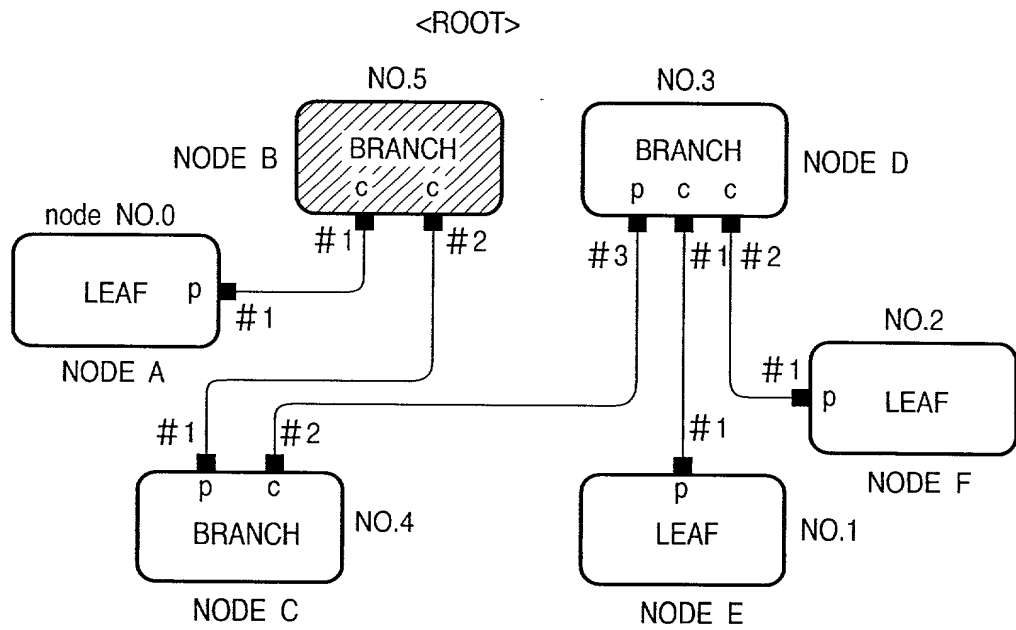 <ROOT>
NO.5
NO.3
NODE B
BRANCH
c c
BRANCH
p c c
NODE D
node NO.0
#1
#2
#3
#1
#2
LEAF p
#1
NODE A
NO.2
#1
p LEAF
NODE F
#1
#2
p c
BRANCH
NO.4
NODE C
#1
p
LEAF
NO.1
NODE E